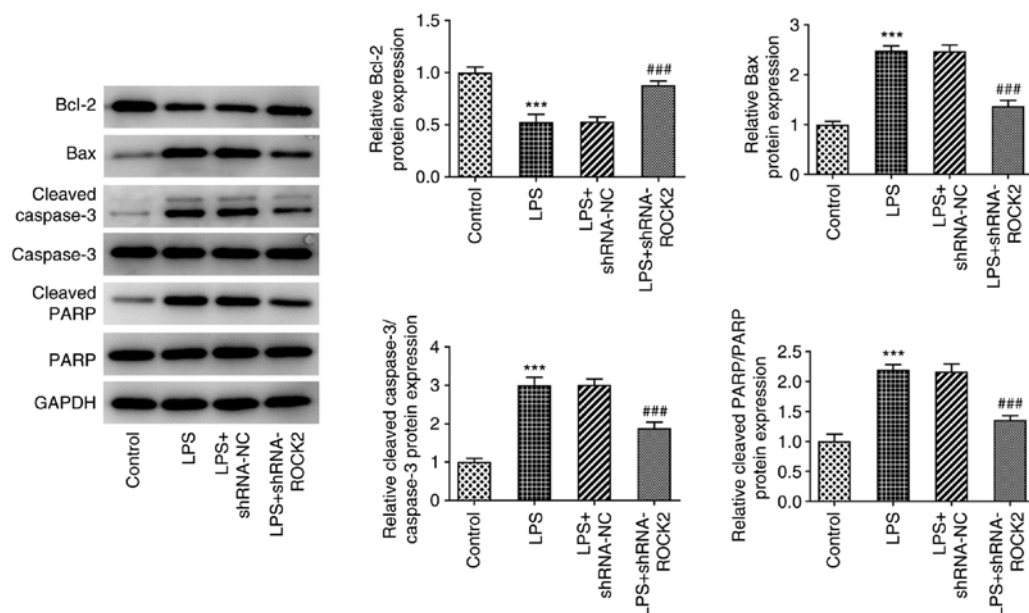 Bcl-2
Bax
Cleaved
caspase-3
Caspase-3
Cleaved
PARP
PARP
GAPDH
Control
LPS
LPS+
shRNA-NC
LPS+shRNA-
ROCK2
Relative Bcl-2
protein expression
1.5
1.0
0.5
0.0
***
###
Control
LPS
LPS+
shRNA-NC
LPS+shRNA-
ROCK2
Relative Bax
protein expression
3
2
1
0
***
###
Control
LPS
LPS+
shRNA-NC
LPS+shRNA-
ROCK2
Relative cleaved caspase-3/
caspase-3 protein expression
4
3
2
1
0
***
###
Control
LPS
LPS+
shRNA-NC
LPS+shRNA-
ROCK2
Relative cleaved PARP/PARP
protein expression
2.5
2.0
1.5
1.0
0.5
0.0
***
###
Control
LPS
LPS+
shRNA-NC
LPS+shRNA-
ROCK2